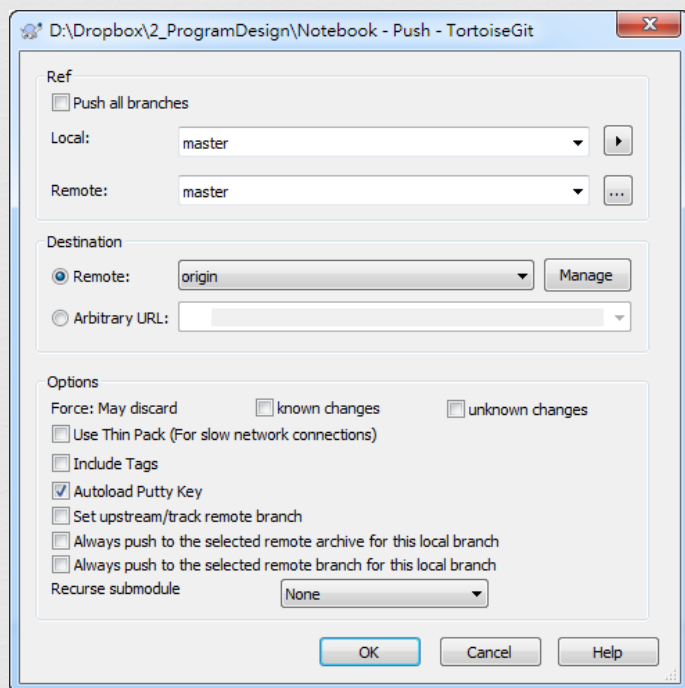 D:\Dropbox\2_ProgramDesign\Notebook - Push - TortoiseGit
Ref
Push all branches
Local: master
Remote: master ...
Destination
Remote: origin Manage
Arbitrary URL:
Options
Force: May discard known changes unknown changes
Use Thin Pack (For slow network connections)
Include Tags
Autoload Putty Key
Set upstream/track remote branch
Always push to the selected remote archive for this local branch
Always push to the selected remote branch for this local branch
Recurse submodule None
OK Cancel Help